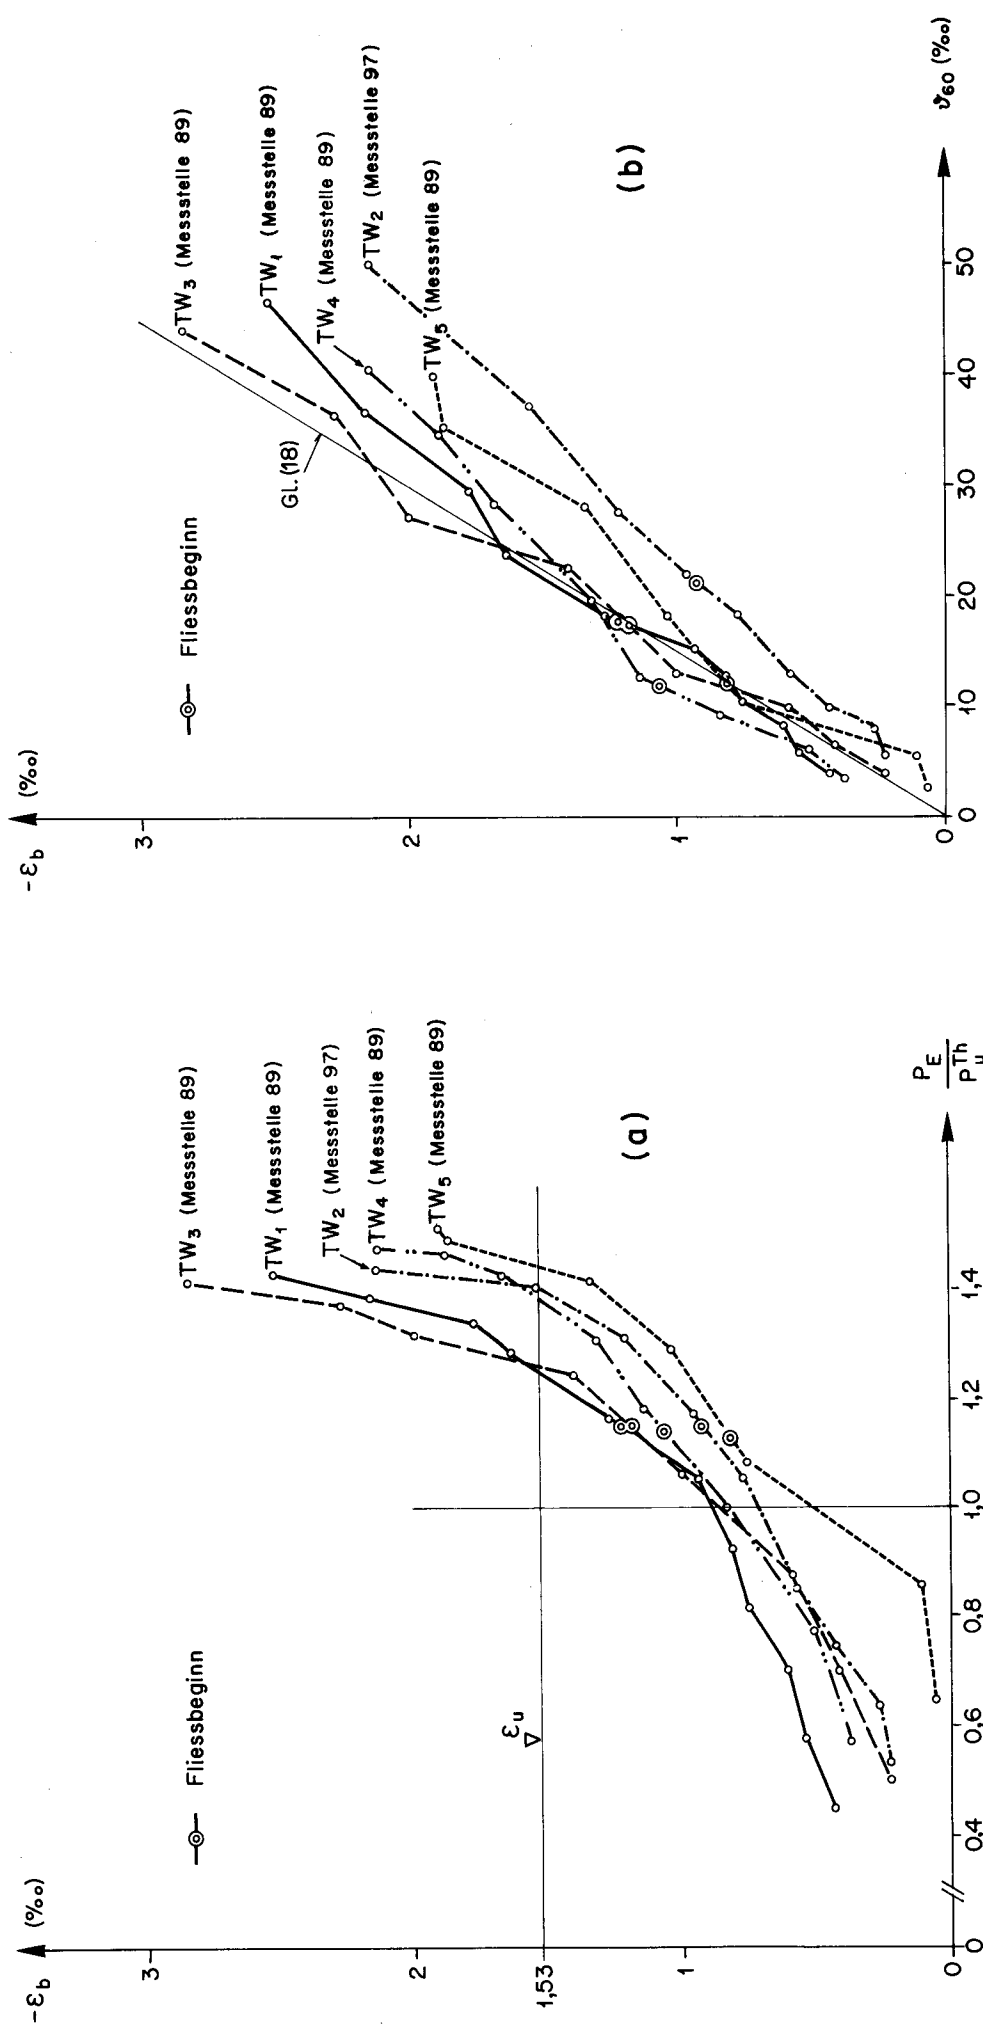 -εb (‰)
3
2
1,53
1
0
0,4
0,6
0,8
1,0
1,2
1,4
Fliessbeginn
εu
TW3 (Messstelle 89)
TW1 (Messstelle 89)
TW2 (Messstelle 97)
TW4 (Messstelle 89)
TW5 (Messstelle 89)
(a)
PE
PuTh
-εb (‰)
3
2
1
0
0
10
20
30
40
50
Fliessbeginn
Gl.(18)
TW3 (Messstelle 89)
TW1 (Messstelle 89)
TW4 (Messstelle 89)
TW2 (Messstelle 97)
TW5 (Messstelle 89)
(b)
ϑ60 (‰)